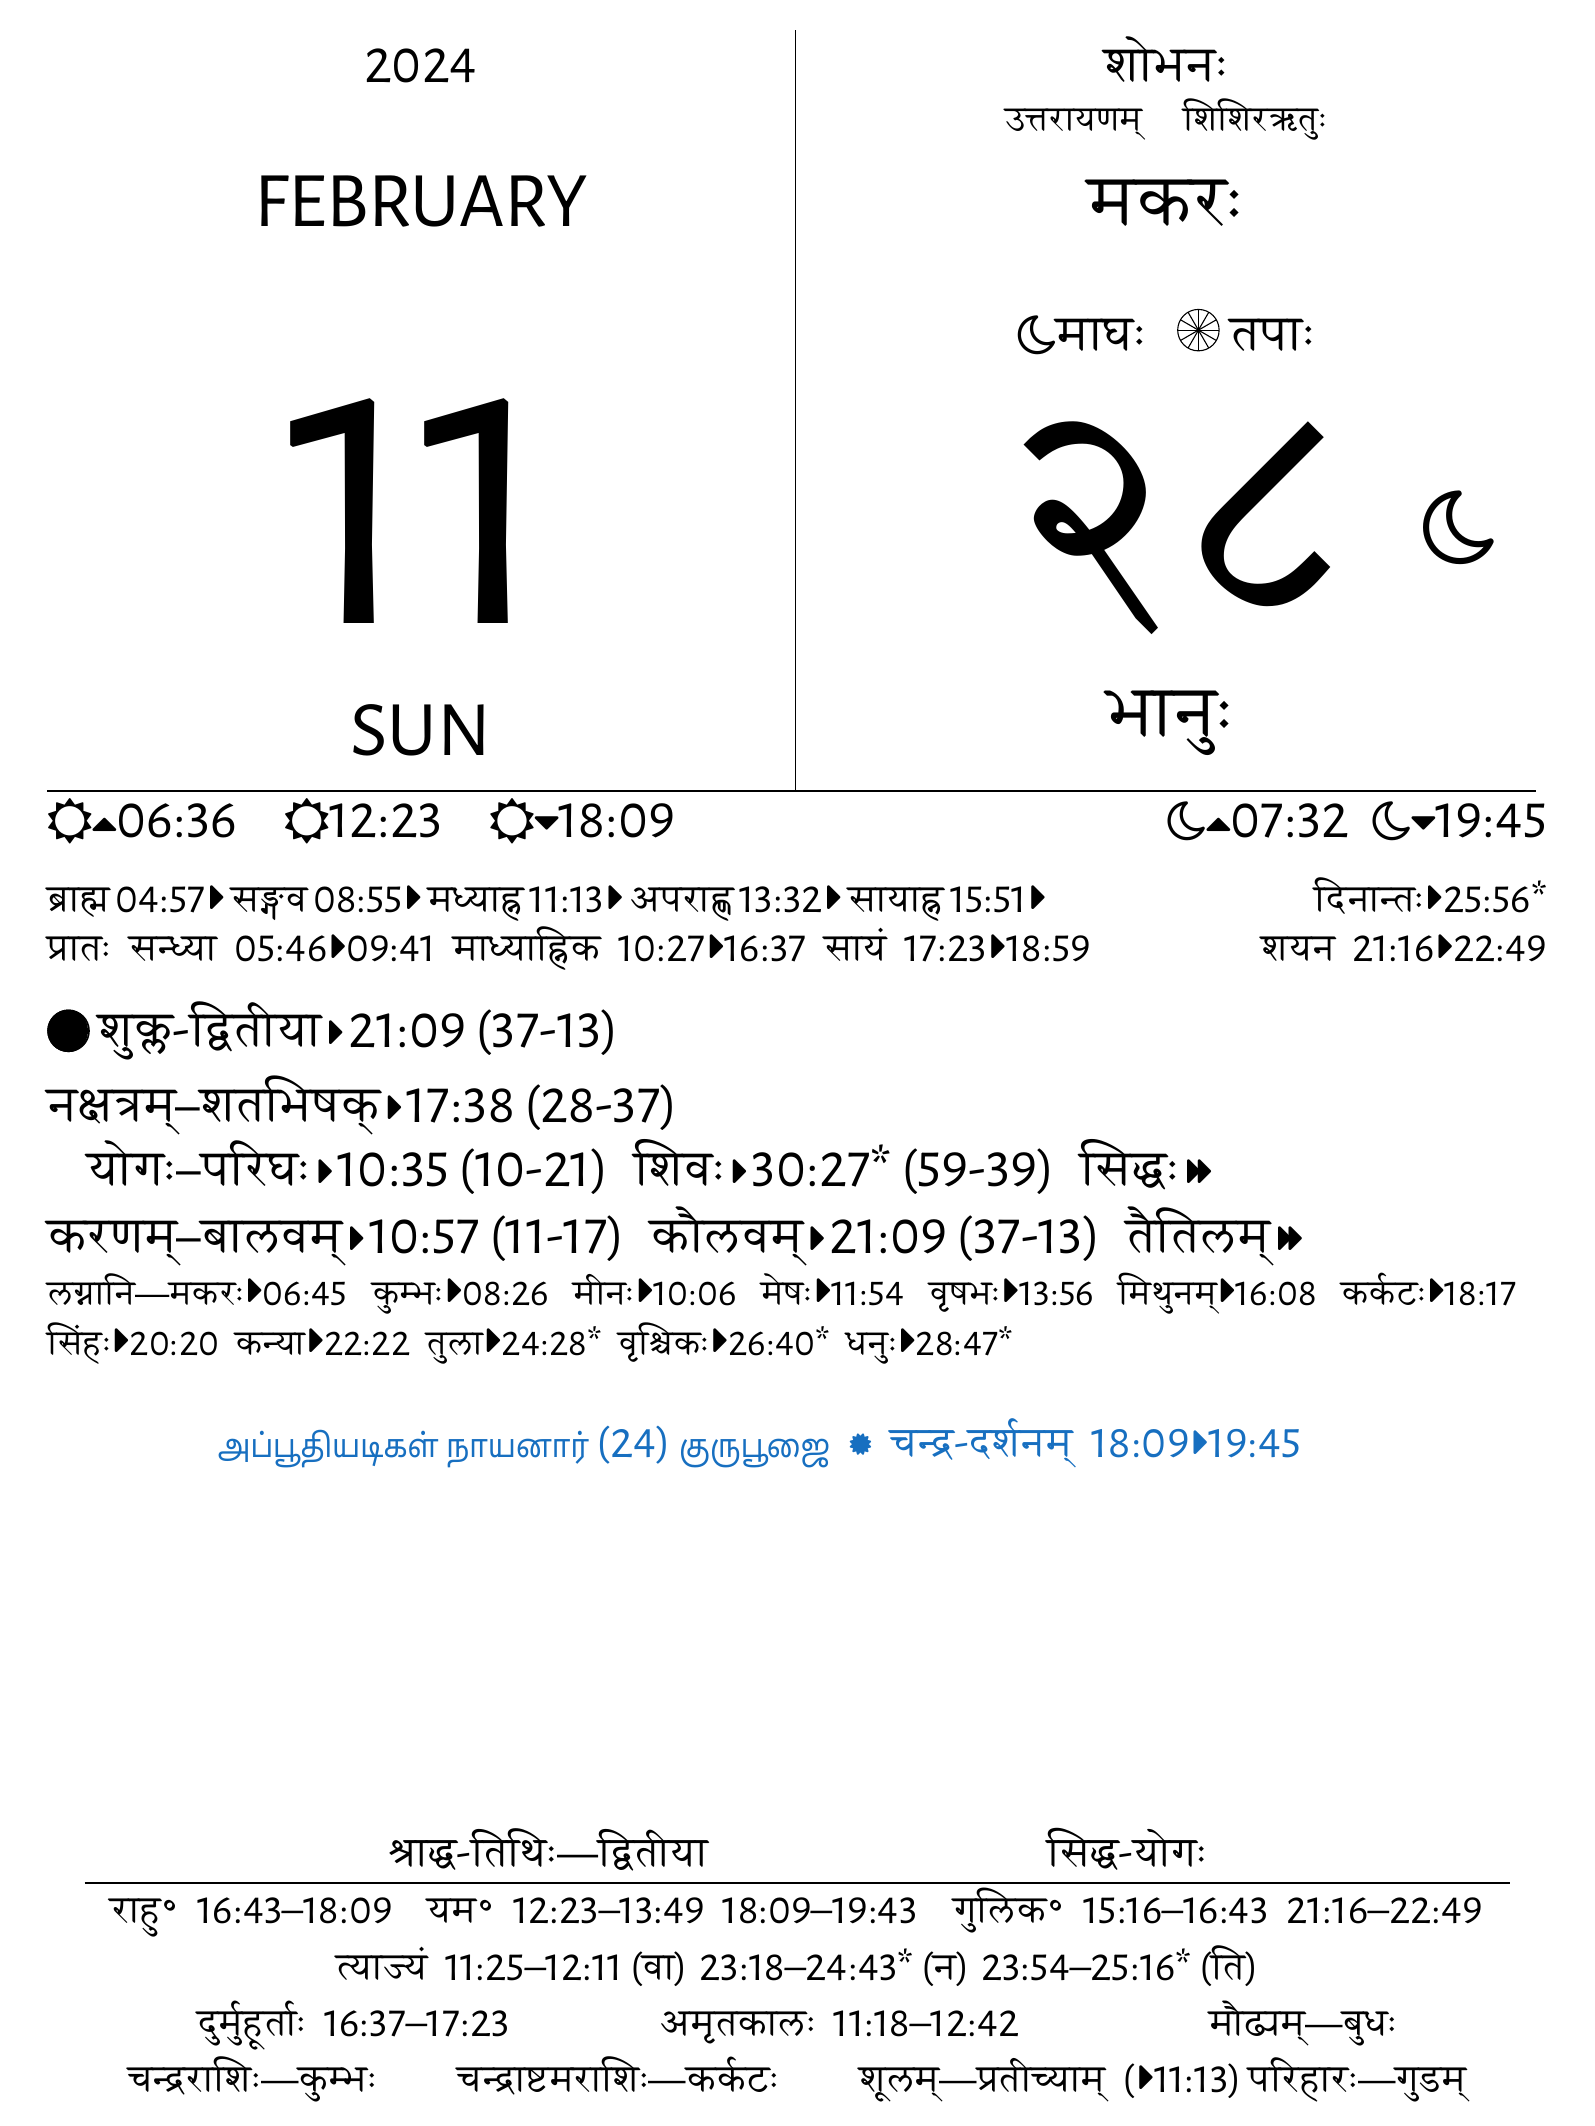 2024
FEBRUARY
11
SUN
शोभनः
उत्तरायणम् शिशिरऋतुः
मकरः
माघः तपाः
२८
भानुः
06:36 12:23 18:09 07:32 19:45
ब्राह्म 04:57 सङ्गव 08:55 मध्याह्न 11:13 अपराह्ण 13:32 सायाह्न 15:51 दिनान्तः 25:56*
प्रातः सन्ध्या 05:46 09:41 माध्याह्निक 10:27 16:37 सायं 17:23 18:59 शयन 21:16 22:49
शुक्ल-द्वितीया 21:09 (37-13)
नक्षत्रम्–शतभिषक् 17:38 (28-37)
योगः–परिघः 10:35 (10-21) शिवः 30:27* (59-39) सिद्धः
करणम्–बालवम् 10:57 (11-17) कौलवम् 21:09 (37-13) तैतिलम्
लग्नानि—मकरः 06:45 कुम्भः 08:26 मीनः 10:06 मेषः 11:54 वृषभः 13:56 मिथुनम् 16:08 कर्कटः 18:17
सिंहः 20:20 कन्या 22:22 तुला 24:28* वृश्चिकः 26:40* धनुः 28:47*
அப்பூதியடிகள் நாயனார் (24) குருபூஜை ✹ चन्द्र-दर्शनम् 18:09 19:45
श्राद्ध-तिथिः—द्वितीया सिद्ध-योगः
राहु॰ 16:43–18:09 यम॰ 12:23–13:49 18:09–19:43 गुलिक॰ 15:16–16:43 21:16–22:49
त्याज्यं 11:25–12:11 (वा) 23:18–24:43* (न) 23:54–25:16* (ति)
दुर्मुहूर्ताः 16:37–17:23 अमृतकालः 11:18–12:42 मौढ्यम्—बुधः
चन्द्रराशिः—कुम्भः चन्द्राष्टमराशिः—कर्कटः शूलम्—प्रतीच्याम् (11:13) परिहारः—गुडम्